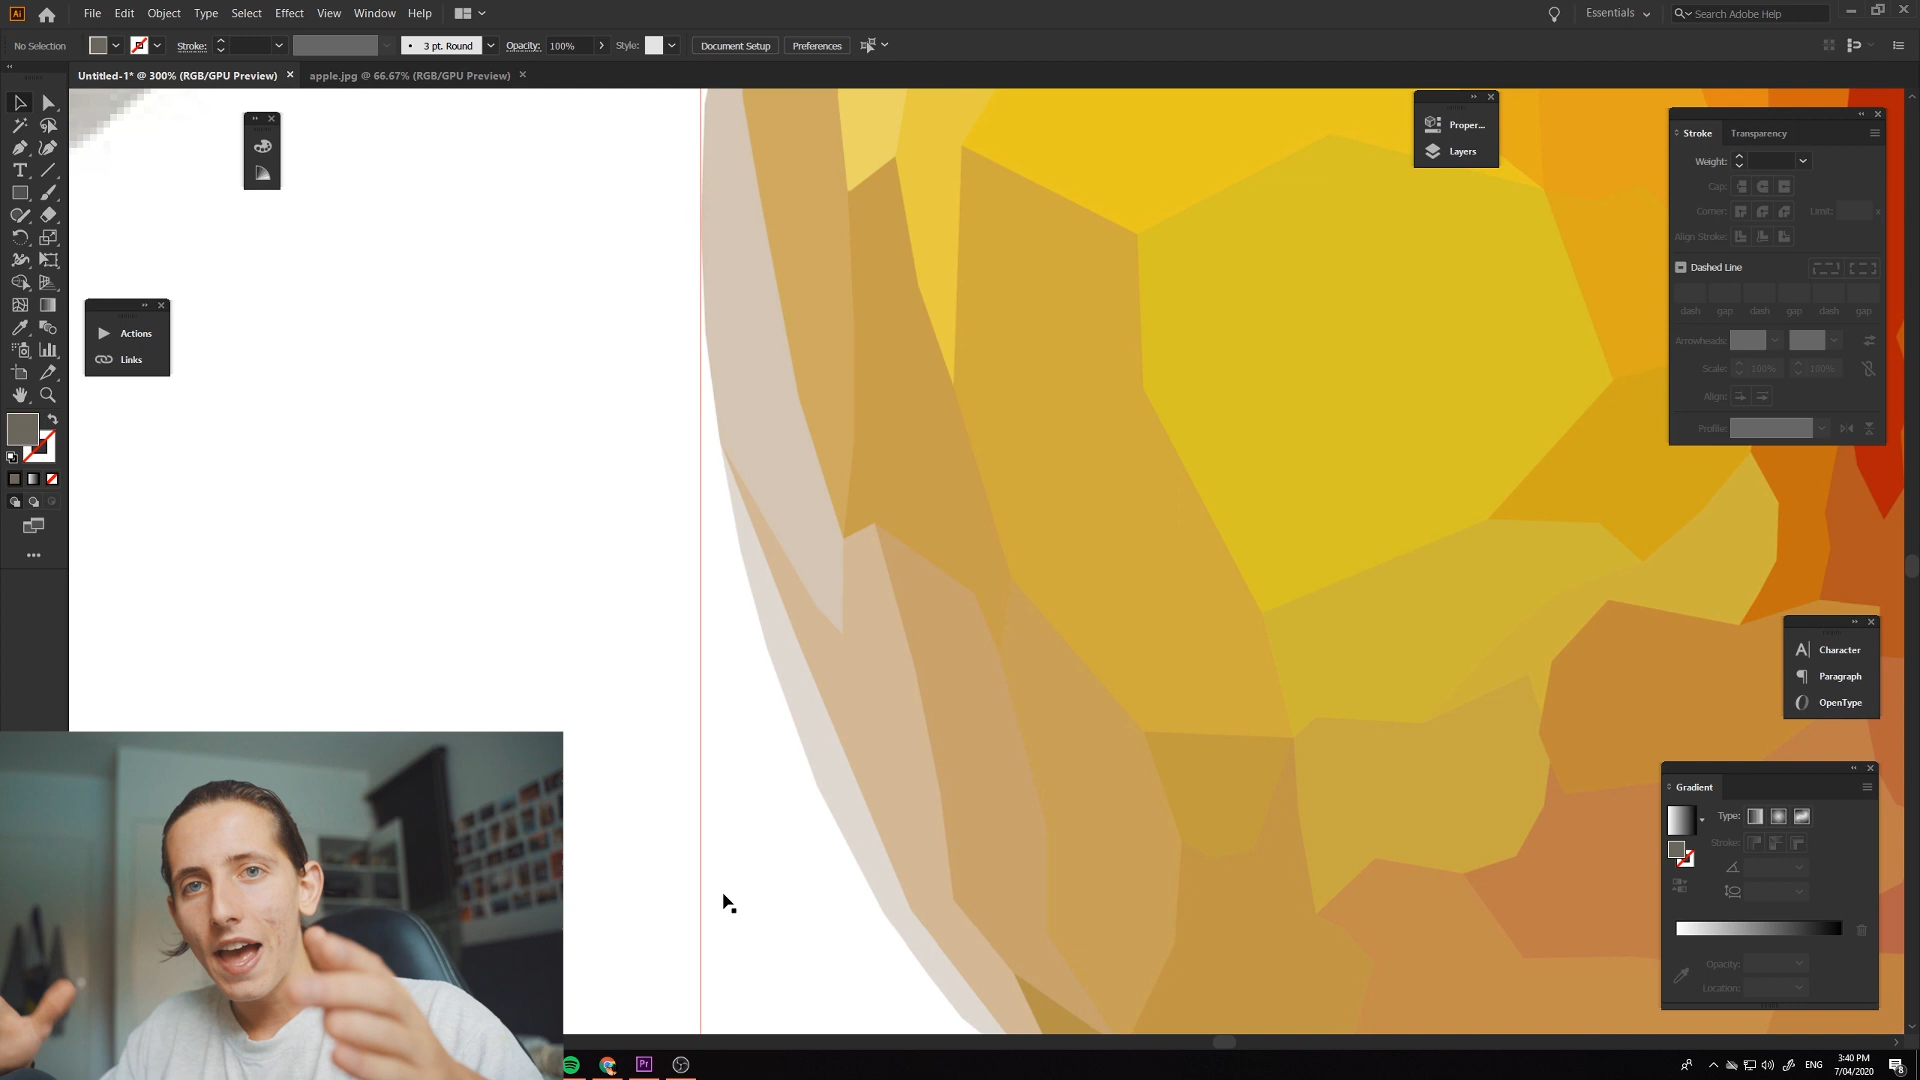 Ai File Edit Object Type Select Effect View Window Help Essentials Search Adobe Help
No Selection Stroke: 3 pt. Round Opacity: 100% Style: Document Setup Preferences
Untitled-1* @ 300% (RGB/GPU Preview) apple.jpg @ 66.67% (RGB/GPU Preview)
Proper...
Layers
Stroke Transparency
Weight:
Cap:
Corner: Limit: x
Align Stroke:
Dashed Line
dash gap dash gap dash gap
Arrowheads:
Scale: 100% 100%
Align:
Profile:
Actions
Links
Character
Paragraph
OpenType
Gradient
Type:
Stroke:
Opacity:
Location:
Pr
ENG
3:40 PM
7/04/2020
8